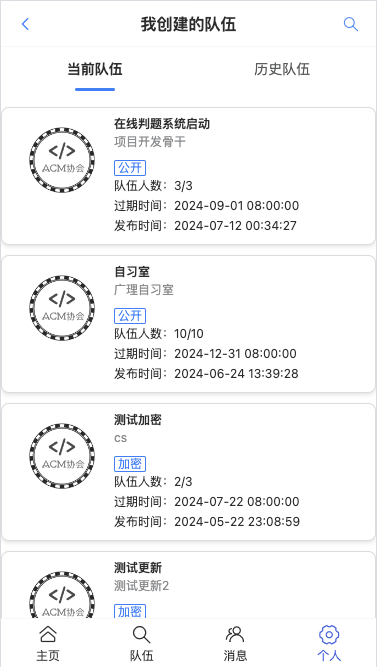 我创建的队伍
当前队伍
历史队伍
在线判题系统启动
项目开发骨干
公开
队伍人数：3/3
过期时间：2024-09-01 08:00:00
发布时间：2024-07-12 00:34:27
</>
ACM协会
自习室
广理自习室
公开
队伍人数：10/10
过期时间：2024-12-31 08:00:00
发布时间：2024-06-24 13:39:28
</>
ACM协会
测试加密
cs
加密
队伍人数：2/3
过期时间：2024-07-22 08:00:00
发布时间：2024-05-22 23:08:59
</>
ACM协会
测试更新
测试更新2
加密
</>
ACM协会
主页
队伍
消息
个人